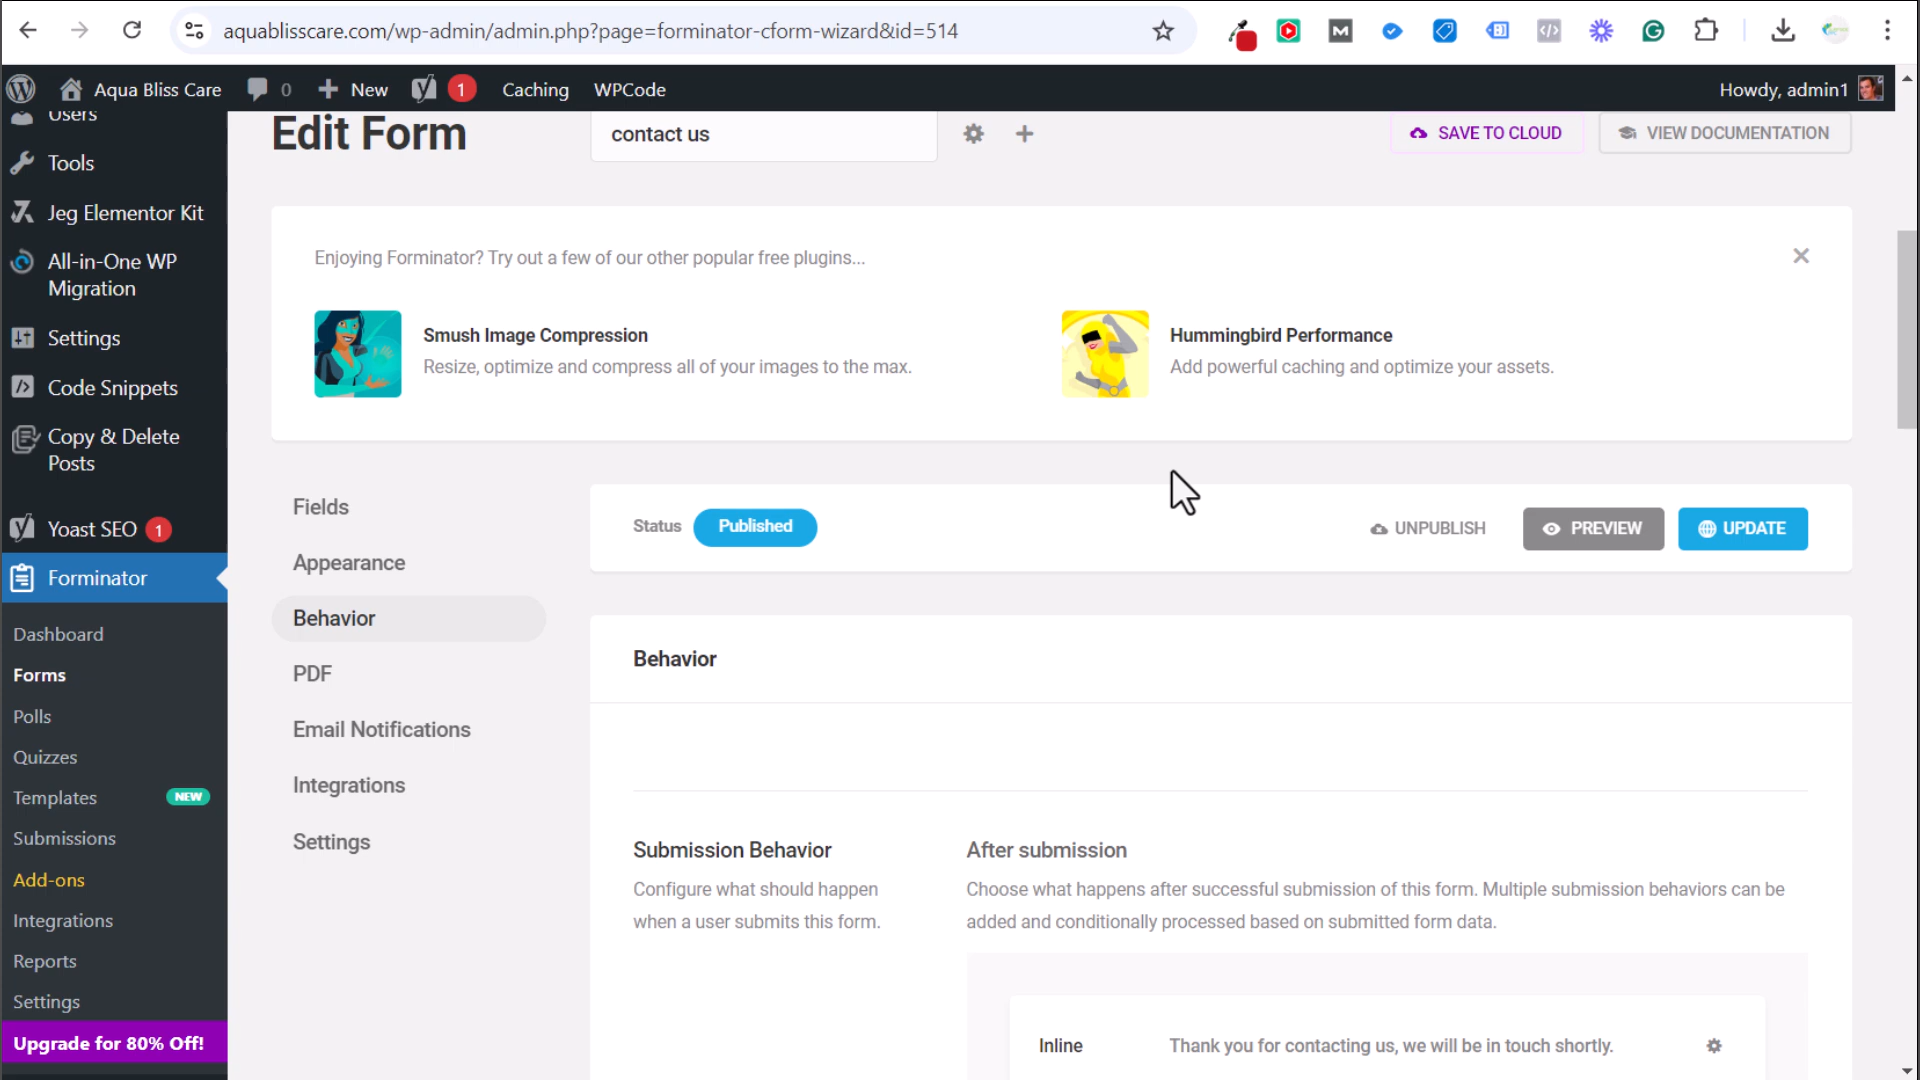 aquablisscare.com/wp-admin/admin.php?page=forminator-cform-wizard&id=514
Aqua Bliss Care
0
New
1
Caching
WPCode
Howdy, admin1
Users
Tools
Jeg Elementor Kit
All-in-One WP
Migration
Settings
Code Snippets
Copy & Delete
Posts
Yoast SEO 1
Forminator
Dashboard
Forms
Polls
Quizzes
Templates NEW
Submissions
Add-ons
Integrations
Reports
Settings
Upgrade for 80% Off!
Edit Form
contact us
SAVE TO CLOUD
VIEW DOCUMENTATION
Enjoying Forminator? Try out a few of our other popular free plugins...
Smush Image Compression
Resize, optimize and compress all of your images to the max.
Hummingbird Performance
Add powerful caching and optimize your assets.
Fields
Appearance
Behavior
PDF
Email Notifications
Integrations
Settings
Status Published
UNPUBLISH
PREVIEW
UPDATE
Behavior
Submission Behavior
Configure what should happen
when a user submits this form.
After submission
Choose what happens after successful submission of this form. Multiple submission behaviors can be
added and conditionally processed based on submitted form data.
Inline
Thank you for contacting us, we will be in touch shortly.